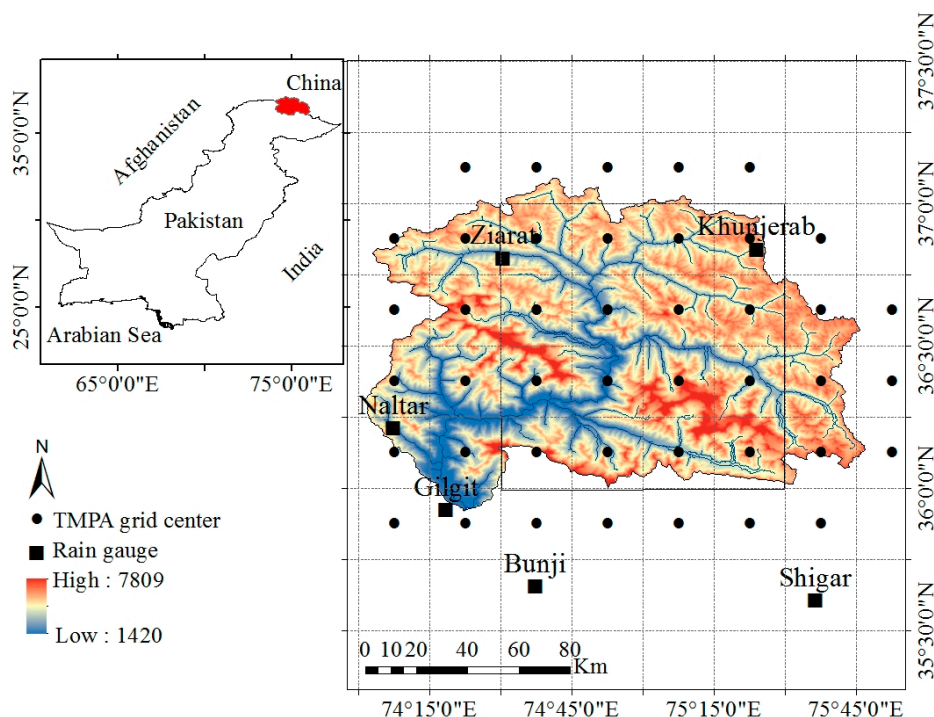 China
Afghanistan
Pakistan
India
Arabian Sea
35°0'0"N
25°0'0"N
65°0'0"E
75°0'0"E
N
TMPA grid center
Rain gauge
High : 7809
Low : 1420
Ziarat
Khunjerab
Naltar
Gilgit
Bunji
Shigar
0 10 20 40 60 80
Km
37°30'0"N
37°0'0"N
36°30'0"N
36°0'0"N
35°30'0"N
74°15'0"E
74°45'0"E
75°15'0"E
75°45'0"E